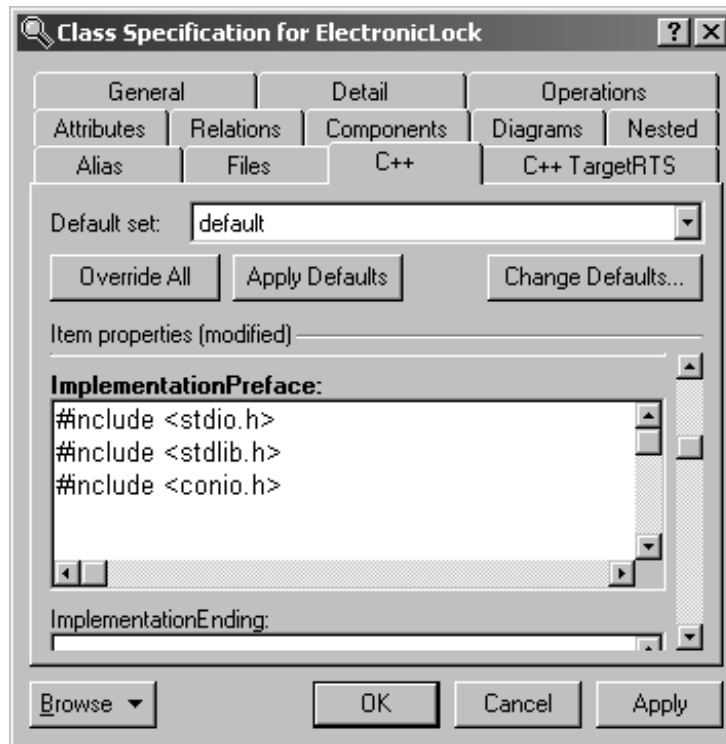 Class Specification for ElectronicLock
General Detail Operations
Attributes Relations Components Diagrams Nested
Alias Files C++ C++ TargetRTS
Default set: default
Override All Apply Defaults Change Defaults...
Item properties (modified)
ImplementationPreface:
#include <stdio.h>
#include <stdlib.h>
#include <conio.h>
ImplementationEnding:
Browse OK Cancel Apply